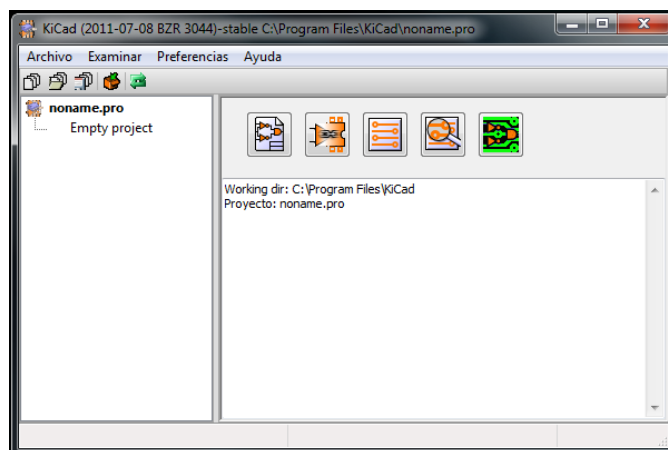 KiCad (2011-07-08 BZR 3044)-stable C:\Program Files\KiCad\noname.pro
Archivo Examinar Preferencias Ayuda
noname.pro
Empty project
Working dir: C:\Program Files\KiCad
Proyecto: noname.pro